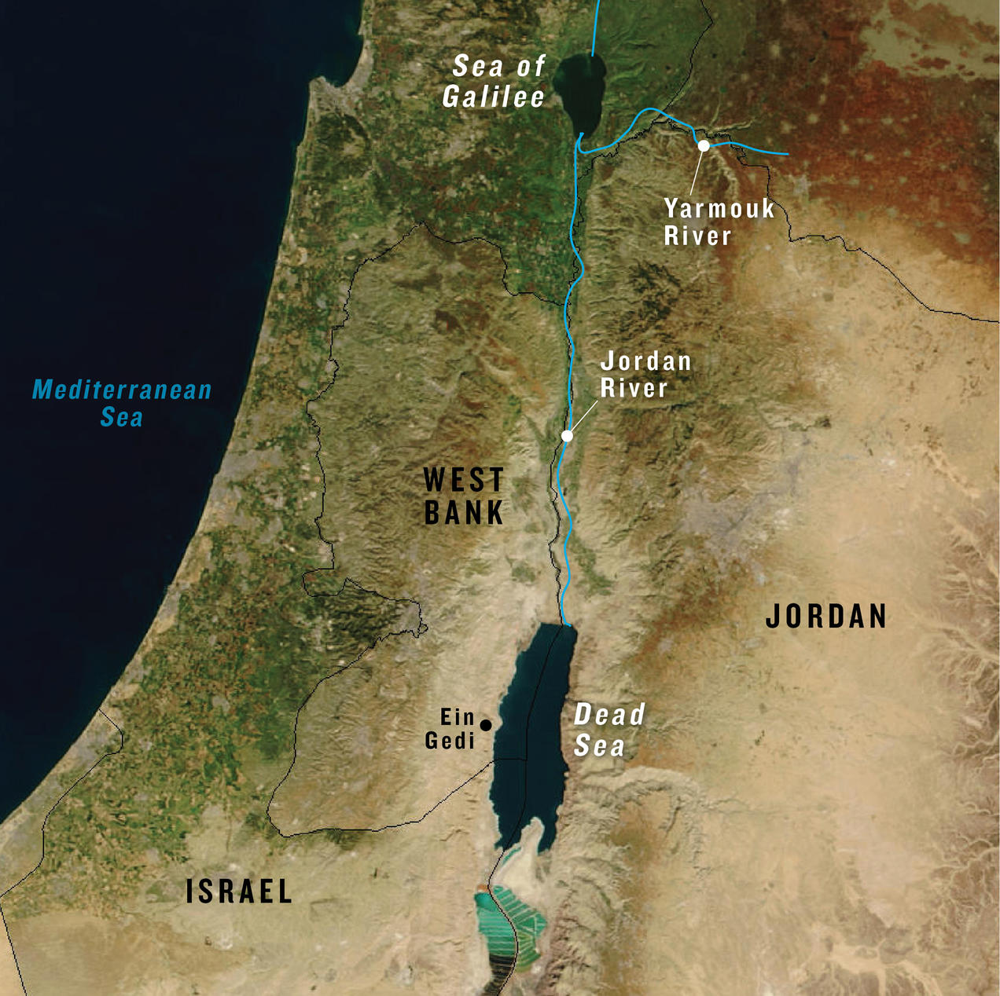 Sea of
Galilee
Yarmouk
River
Jordan
River
Mediterranean
Sea
WEST
BANK
JORDAN
Ein
Gedi
Dead
Sea
ISRAEL